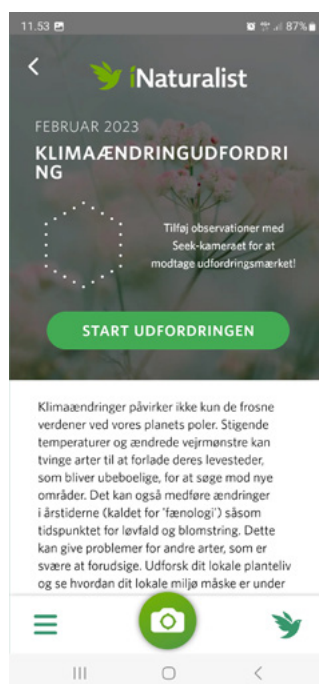 11.53
87%
iNaturalist
FEBRUAR 2023
KLIMAÆNDRINGUDFORDRI
NG
Tilføj observationer med
Seek-kameraet for at
modtage udfordringsmærket!
START UDFORDRINGEN
Klimaændringer påvirker ikke kun de frosne
verdener ved vores planets poler. Stigende
temperaturer og ændrede vejrmønstre kan
tvinge arter til at forlade deres levesteder,
som bliver ubeboelige, for at søge mod nye
områder. Det kan også medføre ændringer
i årstiderne (kaldet for 'fænologi') såsom
tidspunktet for løvfald og blomstring. Dette
kan give problemer for andre arter, som er
svære at forudsige. Udforsk dit lokale planteliv
og se hvordan dit lokale miljø måske er under